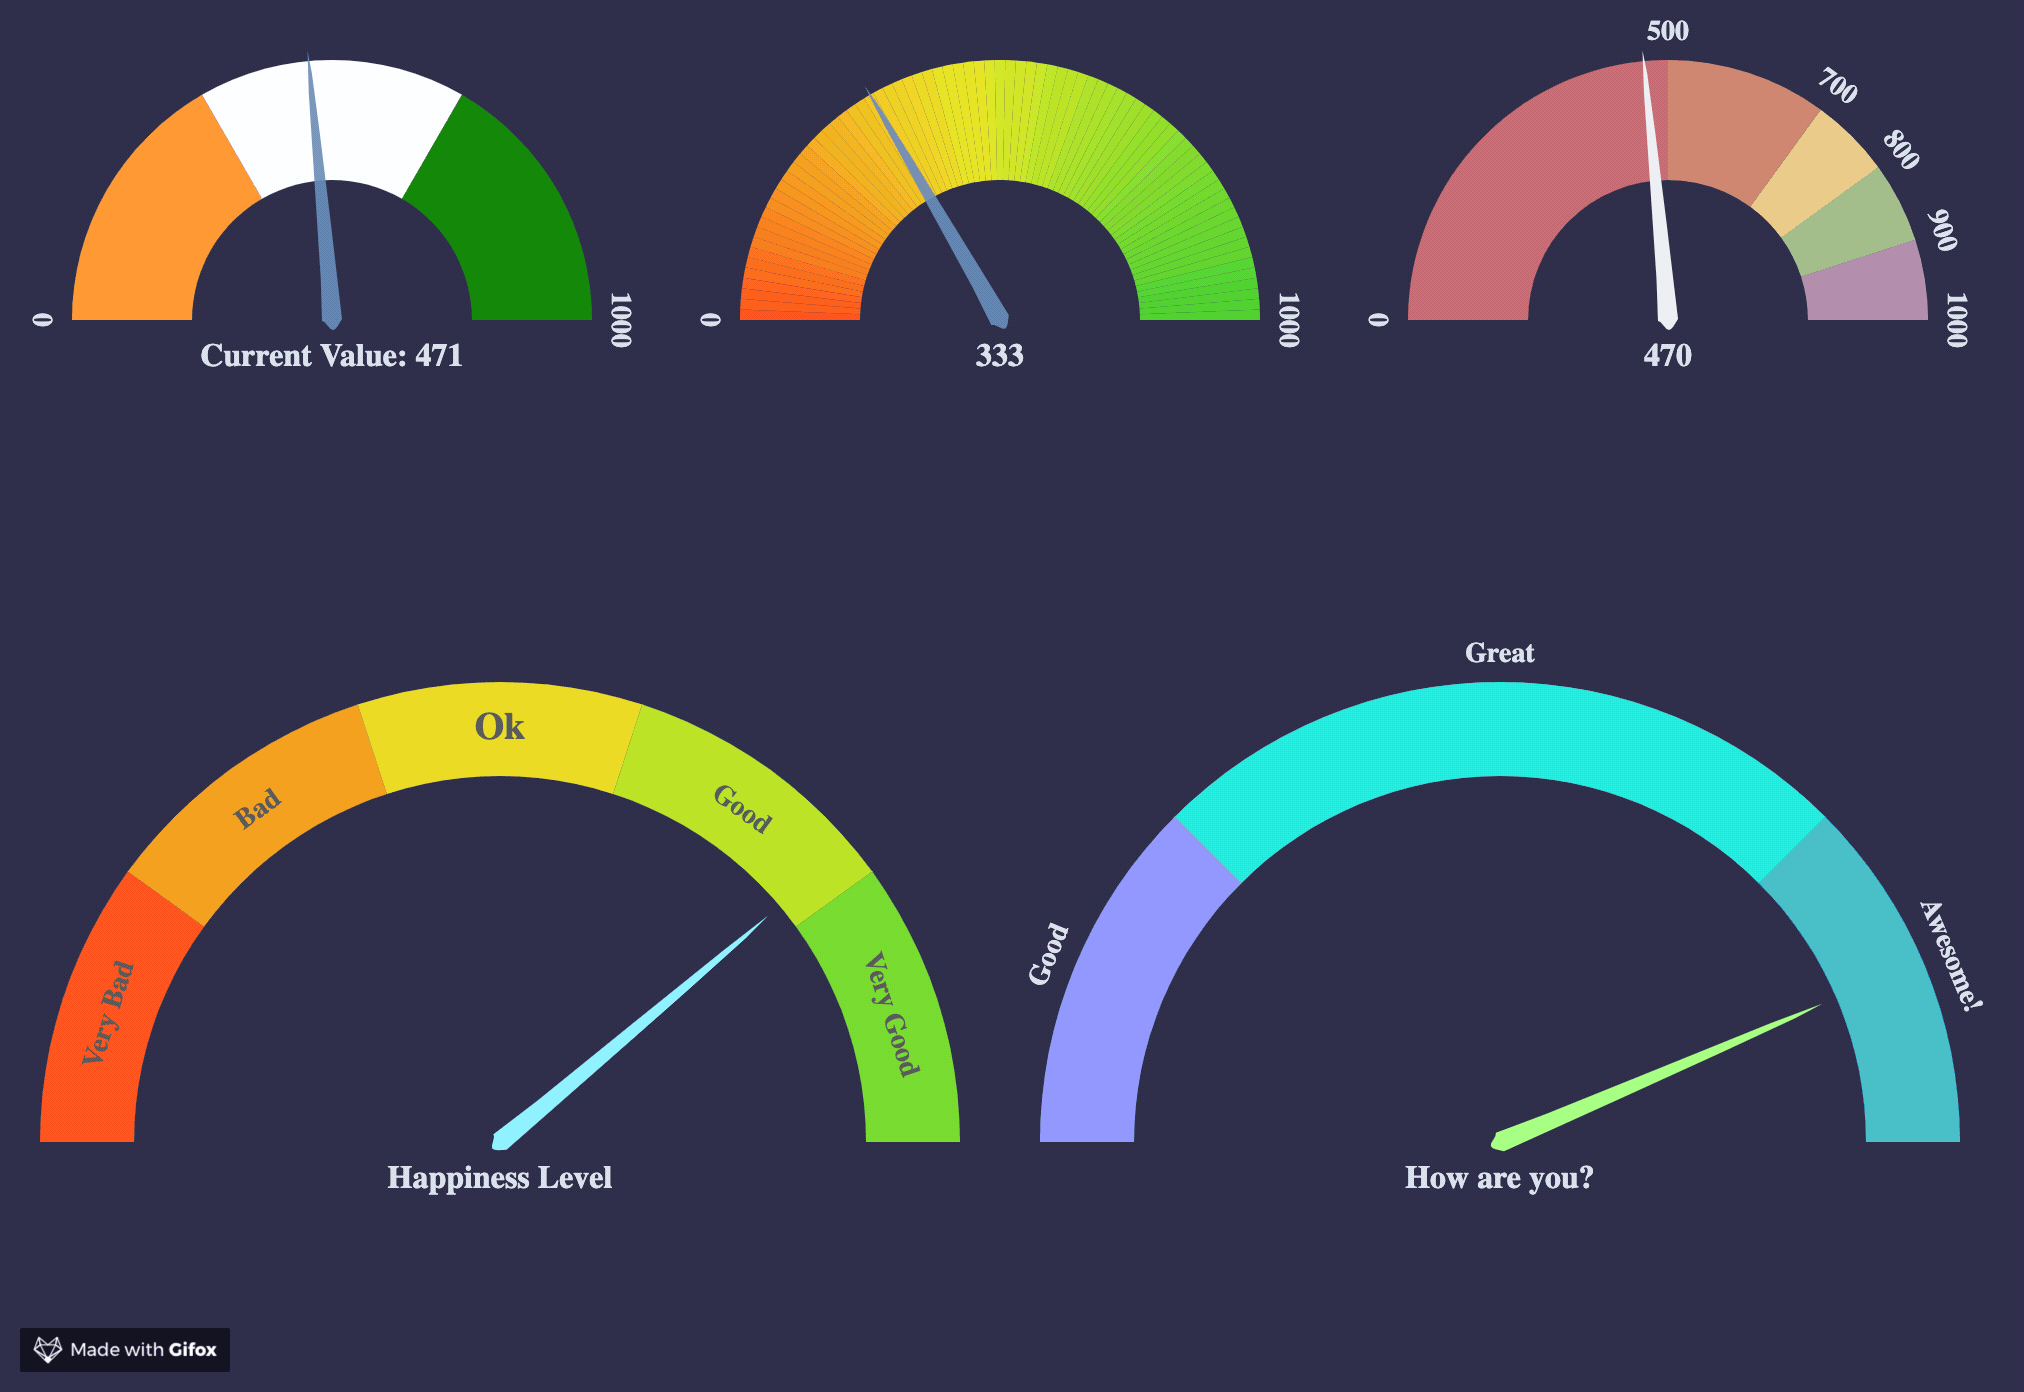 0
1000
Current Value: 471
0
1000
333
0
500
700
800
900
1000
470
Very Bad
Bad
Ok
Good
Very Good
Happiness Level
Good
Great
Awesome!
How are you?
Made with Gifox